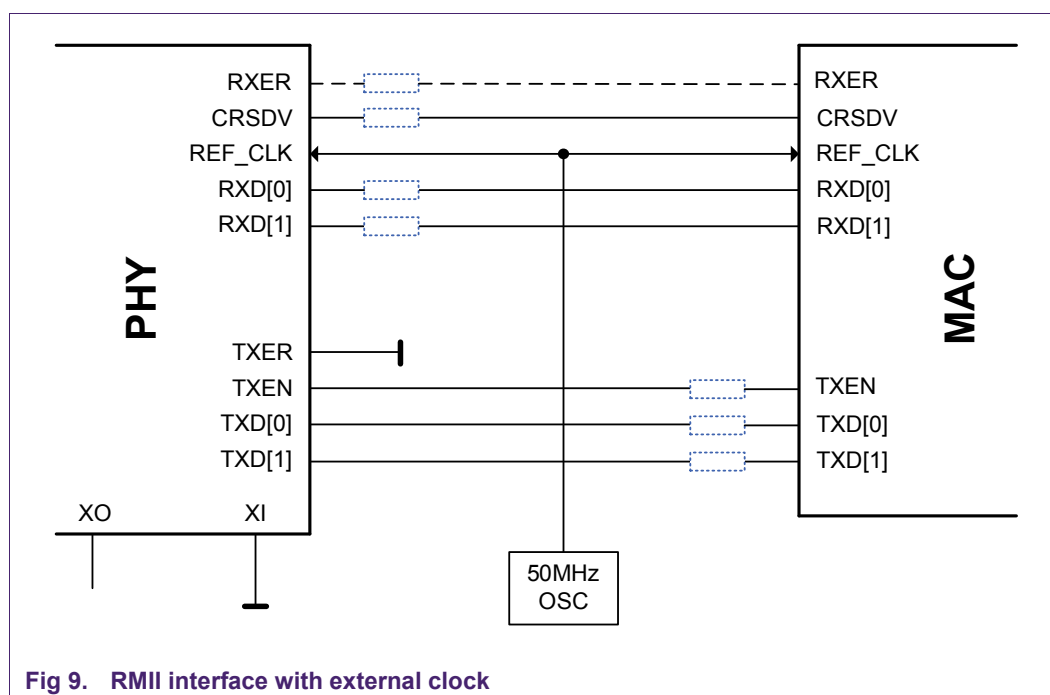 RXER
RXER
CRSDV
CRSDV
REF_CLK
REF_CLK
RXD[0]
RXD[0]
RXD[1]
RXD[1]
PHY
MAC
TXER
TXEN
TXEN
TXD[0]
TXD[0]
TXD[1]
TXD[1]
XO
XI
50MHz
OSC
Fig 9. RMII interface with external clock